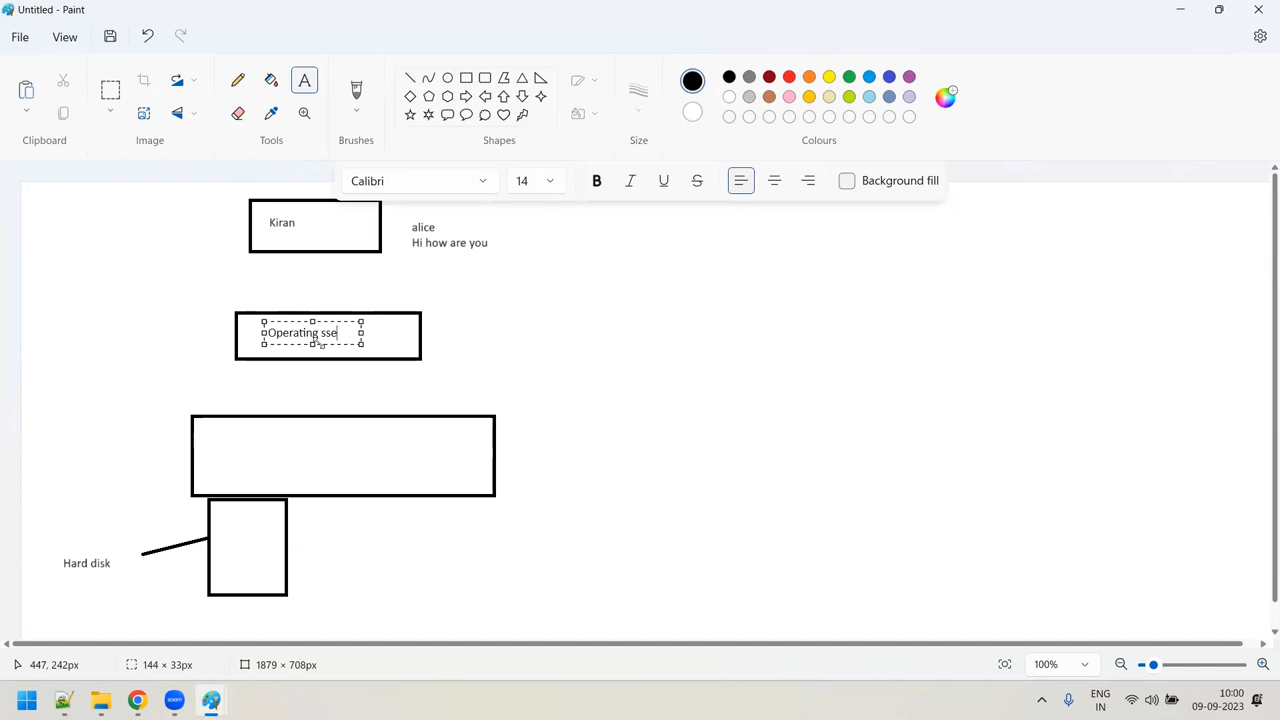 Untitled - Paint
File View
Clipboard
Image
Tools
Brushes
Shapes
Size
Colours
Calibri 14 B I U S Background fill
Kiran
alice
Hi how are you
Operating sse
Hard disk
447, 242px 144 × 33px 1879 × 708px 100%
zoom
ENG
IN
10:00
09-09-2023